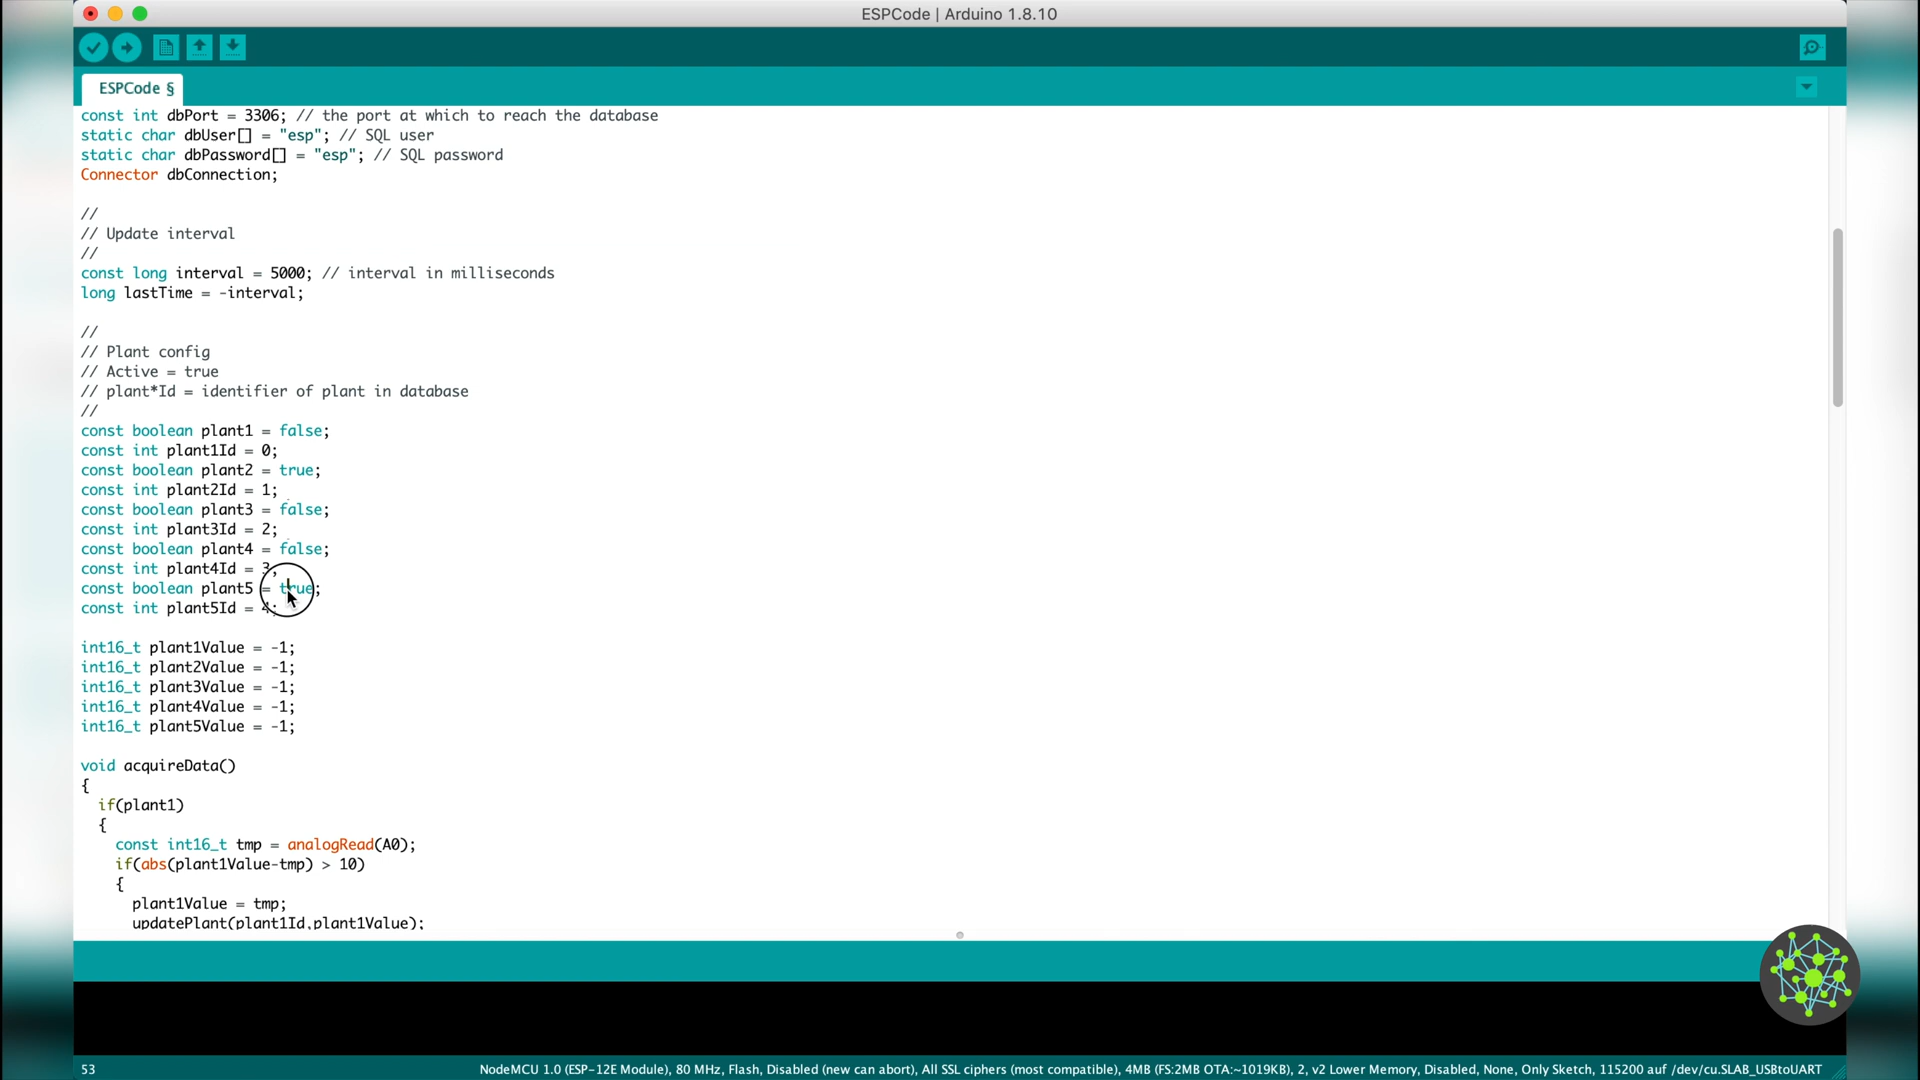 ESPCode | Arduino 1.8.10
ESPCode §
const int dbPort = 3306; // the port at which to reach the database
static char dbUser[] = "esp"; // SQL user
static char dbPassword[] = "esp"; // SQL password
Connector dbConnection;
//
// Update interval
//
const long interval = 5000; // interval in milliseconds
long lastTime = -interval;
//
// Plant config
// Active = true
// plant*Id = identifier of plant in database
//
const boolean plant1 = false;
const int plant1Id = 0;
const boolean plant2 = true;
const int plant2Id = 1;
const boolean plant3 = false;
const int plant3Id = 2;
const boolean plant4 = false;
const int plant4Id = 3;
const boolean plant5 = true;
const int plant5Id = 4;
int16_t plant1Value = -1;
int16_t plant2Value = -1;
int16_t plant3Value = -1;
int16_t plant4Value = -1;
int16_t plant5Value = -1;
void acquireData()
{
if(plant1)
{
const int16_t tmp = analogRead(A0);
if(abs(plant1Value-tmp) > 10)
{
plant1Value = tmp;
updatePlant(plant1Id,plant1Value);
53
NodeMCU 1.0 (ESP-12E Module), 80 MHz, Flash, Disabled (new can abort), All SSL ciphers (most compatible), 4MB (FS:2MB OTA:~1019KB), 2, v2 Lower Memory, Disabled, None, Only Sketch, 115200 auf /dev/cu.SLAB_USBtoUART